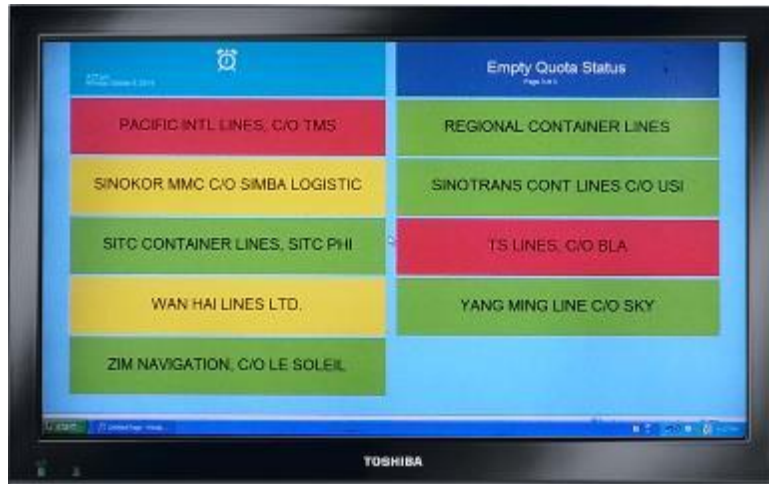 Empty Quota Status
PACIFIC INTL LINES, C/O TMS
SINOKOR MMC C/O SIMBA LOGISTIC
SITC CONTAINER LINES, SITC PHI
WAN HAI LINES LTD.
ZIM NAVIGATION, C/O LE SOLEIL
REGIONAL CONTAINER LINES
SINOTRANS CONT LINES C/O USI
TS LINES, C/O BLA
YANG MING LINE C/O SKY
TOSHIBA